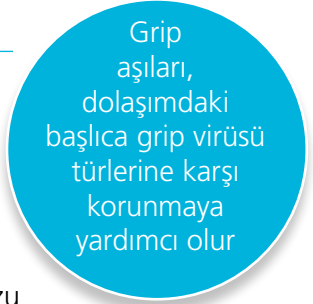 Grip
aşıları,
dolaşımdaki
başlıca grip virüsü
türlerine karşı
korunmaya
yardımcı olur